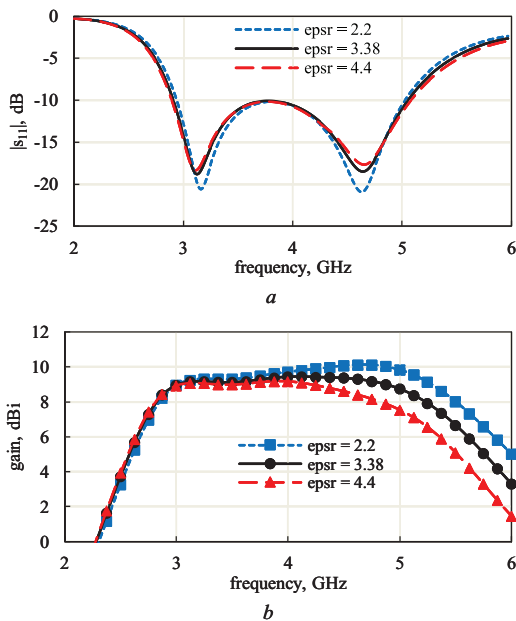 0
-5
-10
-15
-20
-25
|s₁₁|, dB
epsr = 2.2
epsr = 3.38
epsr = 4.4
2 3 4 5 6
frequency, GHz
a
12
10
8
6
4
2
0
gain, dBi
epsr = 2.2
epsr = 3.38
epsr = 4.4
2 3 4 5 6
frequency, GHz
b